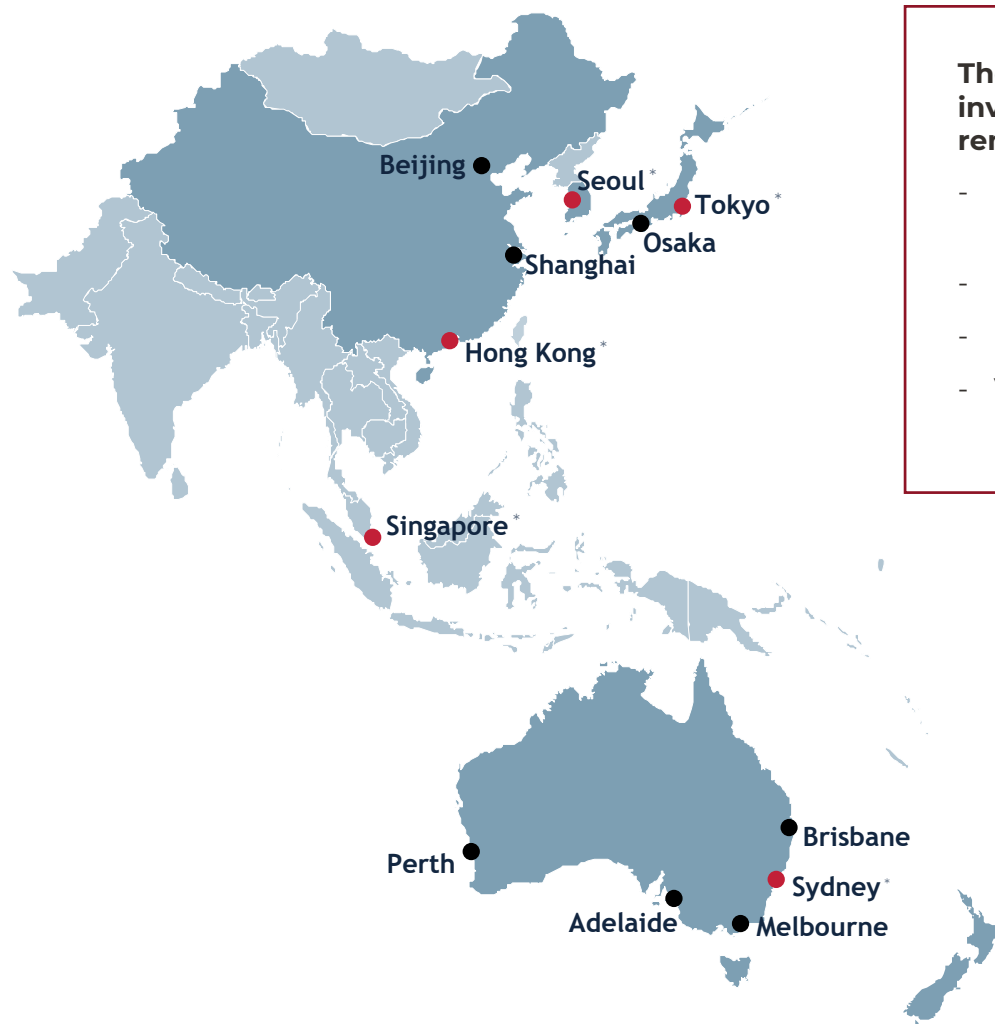 Beijing
Seoul *
Tokyo *
Osaka
Shanghai
Hong Kong *
Singapore *
Brisbane
Perth
Sydney *
Adelaide
Melbourne
-
-
-
-